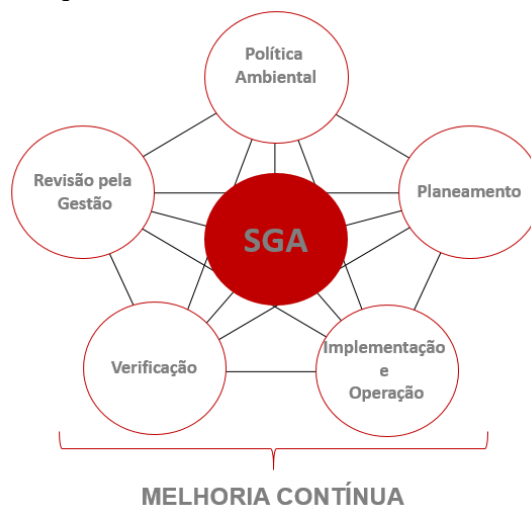 Política
Ambiental
Revisão pela
Gestão
Planeamento
SGA
Verificação
Implementação
e
Operação
MELHORIA CONTÍNUA